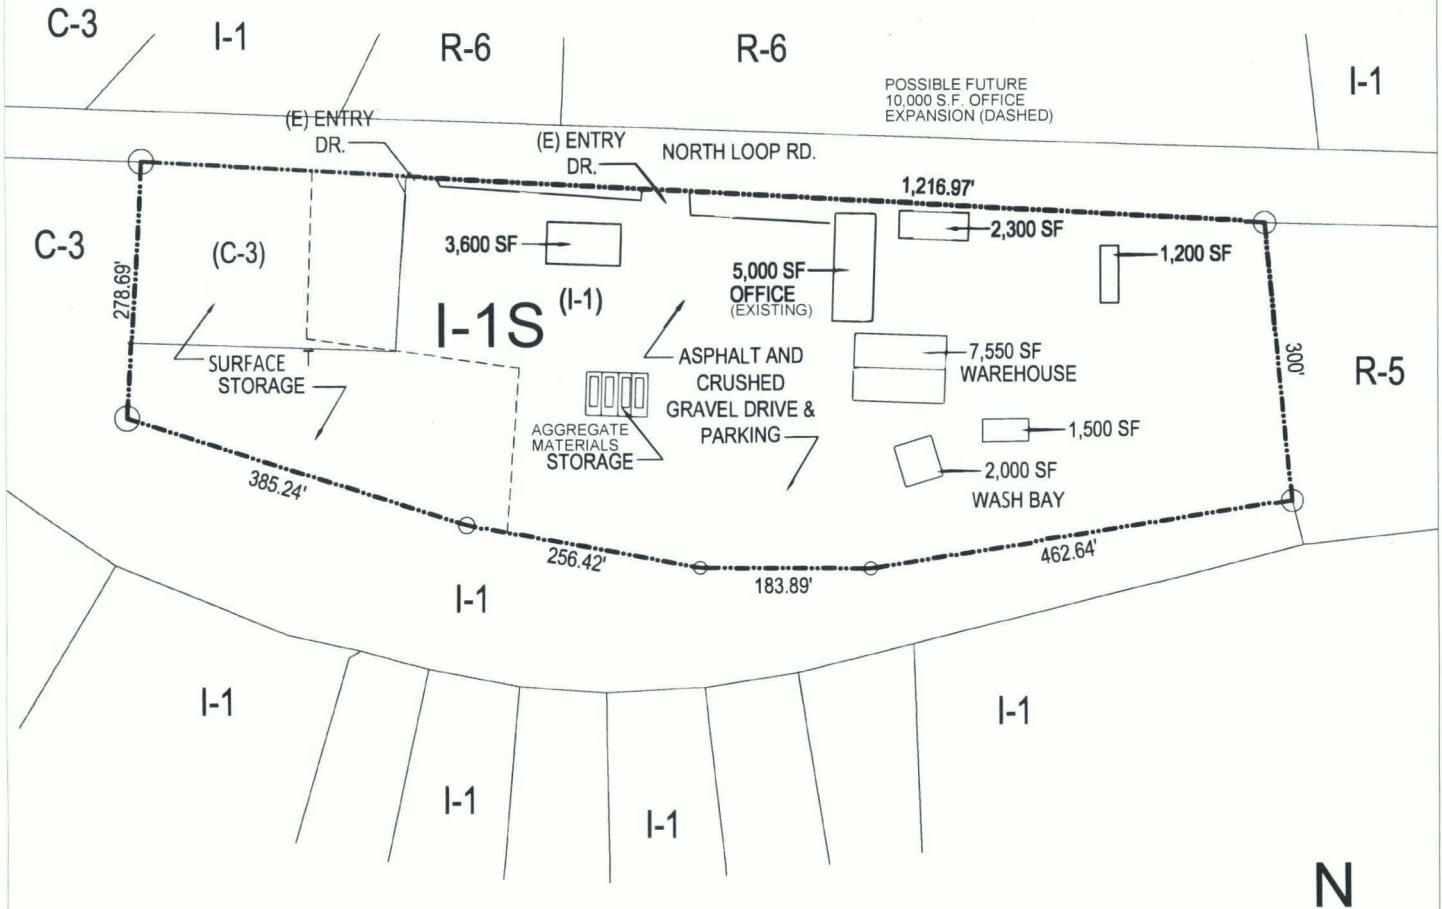 C-3
I-1
R-6
R-6
I-1
POSSIBLE FUTURE
10,000 S.F. OFFICE
EXPANSION (DASHED)
(E) ENTRY
DR.
(E) ENTRY
DR.
NORTH LOOP RD.
1,216.97'
C-3
278.69'
(C-3)
3,600 SF
2,300 SF
1,200 SF
5,000 SF
OFFICE
(EXISTING)
I-1S
(I-1)
SURFACE
STORAGE
ASPHALT AND
CRUSHED
GRAVEL DRIVE &
PARKING
7,550 SF
WAREHOUSE
300'
R-5
AGGREGATE
MATERIALS
STORAGE
1,500 SF
2,000 SF
WASH BAY
385.24'
256.42'
183.89'
462.64'
I-1
I-1
I-1
I-1
I-1
N